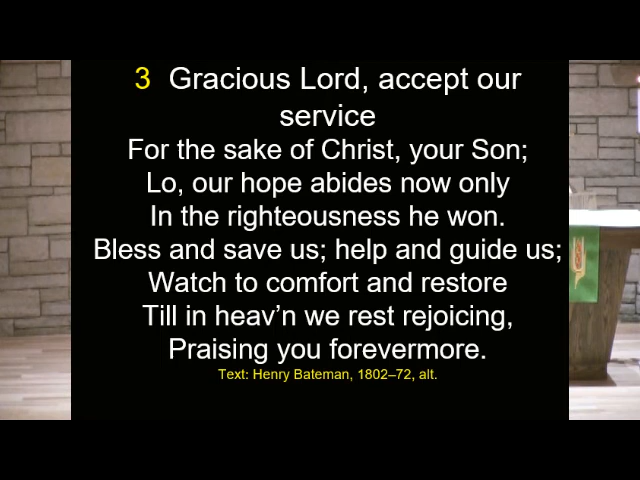 3 Gracious Lord, accept our
service
For the sake of Christ, your Son;
Lo, our hope abides now only
In the righteousness he won.
Bless and save us; help and guide us;
Watch to comfort and restore
Till in heav’n we rest rejoicing,
Praising you forevermore.
Text: Henry Bateman, 1802–72, alt.